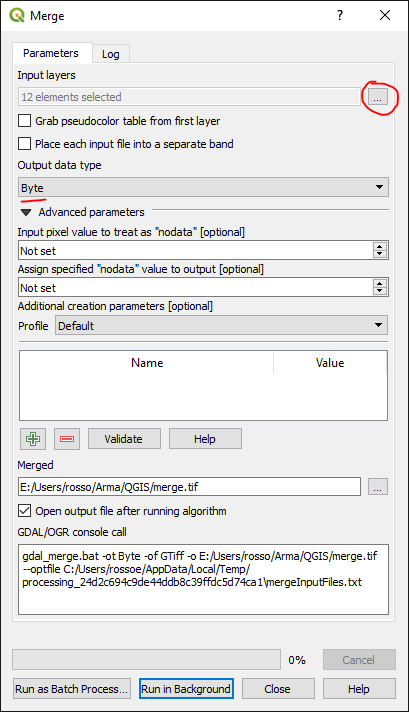 Merge
Parameters
Log
Input layers
12 elements selected
...
Grab pseudocolor table from first layer
Place each input file into a separate band
Output data type
Byte
Advanced parameters
Input pixel value to treat as "nodata" [optional]
Not set
Assign specified "nodata" value to output [optional]
Not set
Additional creation parameters [optional]
Profile Default
Name Value
Validate Help
Merged
E:/Users/rosso/Arma/QGIS/merge.tif
...
Open output file after running algorithm
GDAL/OGR console call
gdal_merge.bat -ot Byte -of GTiff -o E:/Users/rosso/Arma/QGIS/merge.tif
--optfile C:/Users/rossoe/AppData/Local/Temp/
processing_24d2c694c9de44ddb8c39ffdc5d74ca1\mergeInputFiles.txt
0% Cancel
Run as Batch Process... Run in Background Close Help